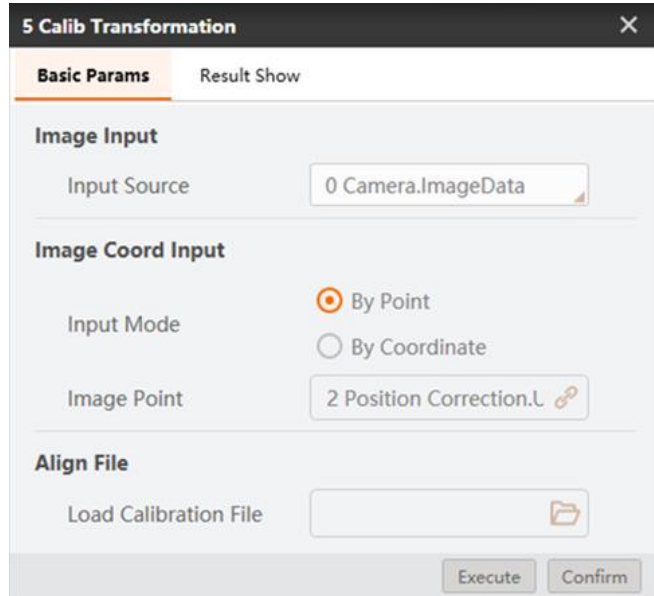 5 Calib Transformation
Basic Params Result Show
Image Input
Input Source 0 Camera.ImageData
Image Coord Input
By Point
Input Mode
By Coordinate
Image Point 2 Position Correction.U
Align File
Load Calibration File
Execute Confirm